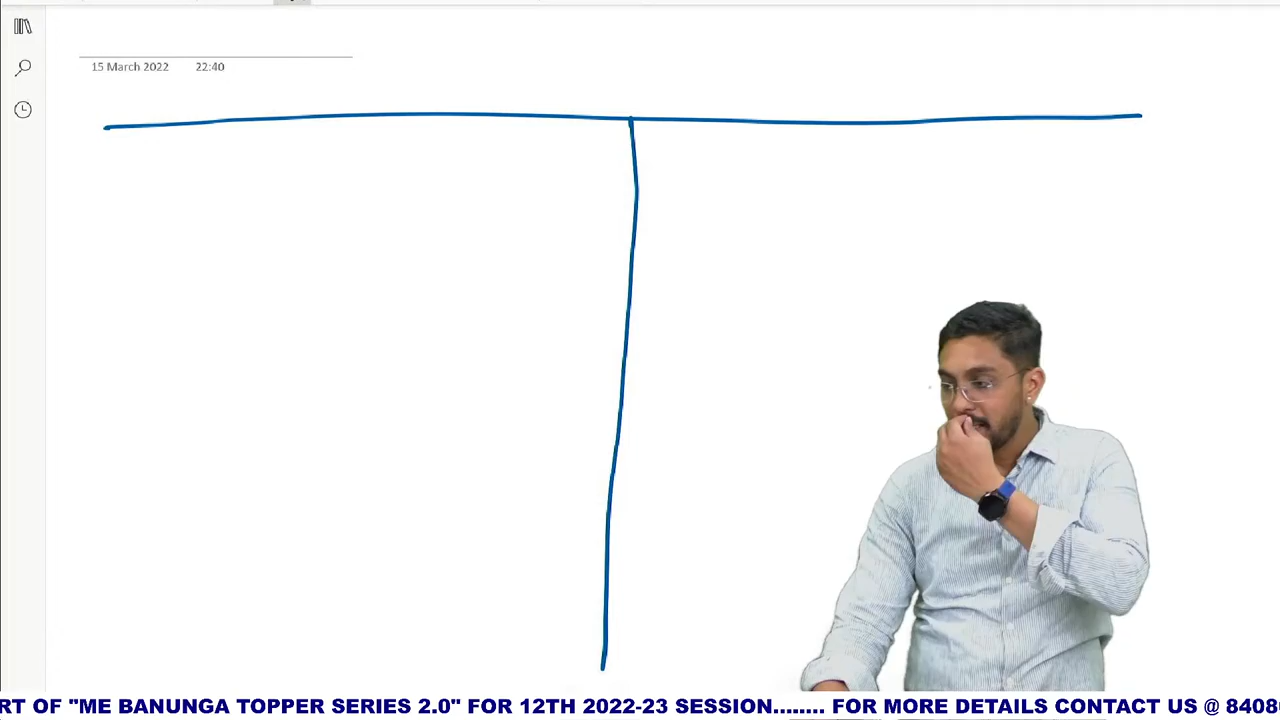 15 March 2022 22:40
RT OF "ME BANUNGA TOPPER SERIES 2.0" FOR 12TH 2022-23 SESSION........ FOR MORE DETAILS CONTACT US @ 8408